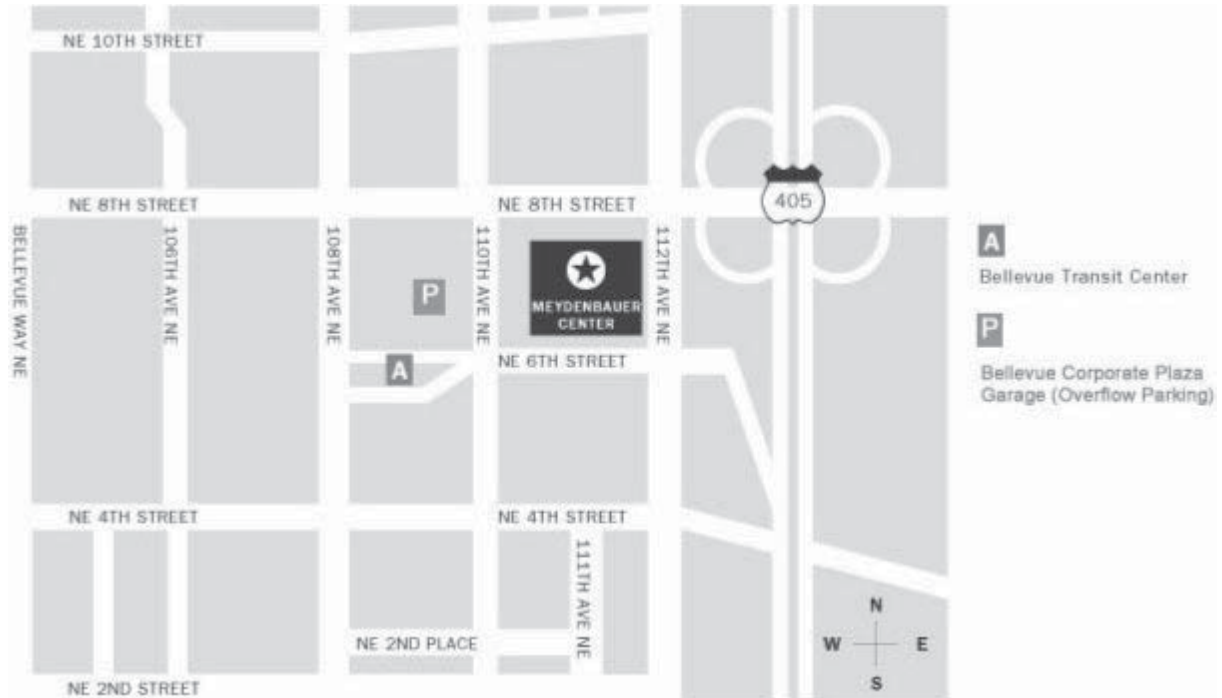 NE 10TH STREET
NE 8TH STREET
NE 8TH STREET
405
BELLEVUE WAY NE
106TH AVE NE
108TH AVE NE
110TH AVE NE
112TH AVE NE
P
MEYDENBAUER
CENTER
A
NE 6TH STREET
A
Bellevue Transit Center
P
Bellevue Corporate Plaza
Garage (Overflow Parking)
NE 4TH STREET
NE 4TH STREET
111TH AVE NE
NE 2ND PLACE
NE 2ND STREET
N
W E
S